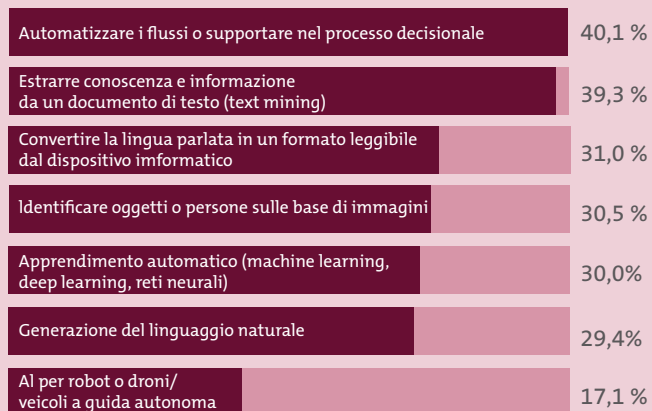 Automatizzare i flussi o supportare nel processo decisionale 40,1 %
Estrarre conoscenza e informazione
da un documento di testo (text mining) 39,3 %
Convertire la lingua parlata in un formato leggibile
dal dispositivo imformatico 31,0 %
Identificare oggetti o persone sulle base di immagini 30,5 %
Apprendimento automatico (machine learning,
deep learning, reti neurali) 30,0%
Generazione del linguaggio naturale 29,4%
AI per robot o droni/
veicoli a guida autonoma 17,1 %